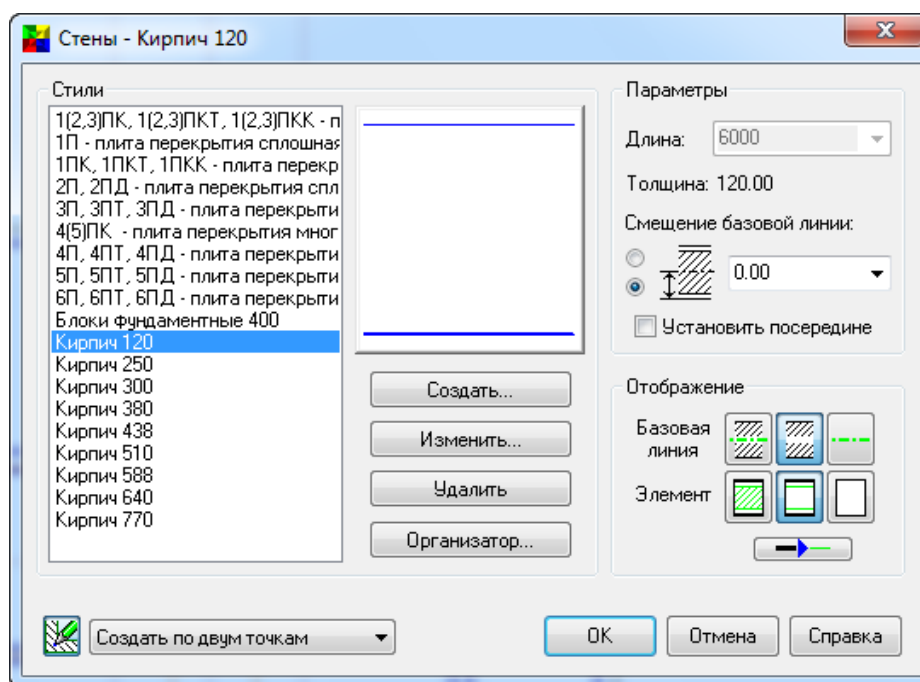 Стены - Кирпич 120
Стили
1(2,3)ПК, 1(2,3)ПКТ, 1(2,3)ПКК - п
1П - плита перекрытия сплошная
1ПК, 1ПКТ, 1ПКК - плита перекр
2П, 2ПД - плита перекрытия спл
3П, 3ПТ, 3ПД - плита перекрыти
4(5)ПК - плита перекрытия мног
4П, 4ПТ, 4ПД - плита перекрыти
5П, 5ПТ, 5ПД - плита перекрыти
6П, 6ПТ, 6ПД - плита перекрыти
Блоки фундаментные 400
Кирпич 120
Кирпич 250
Кирпич 300
Кирпич 380
Кирпич 438
Кирпич 510
Кирпич 588
Кирпич 640
Кирпич 770
Создать...
Изменить...
Удалить
Организатор...
Параметры
Длина: 6000
Толщина: 120.00
Смещение базовой линии:
0.00
Установить посередине
Отображение
Базовая
линия
Элемент
Создать по двум точкам
OK
Отмена
Справка